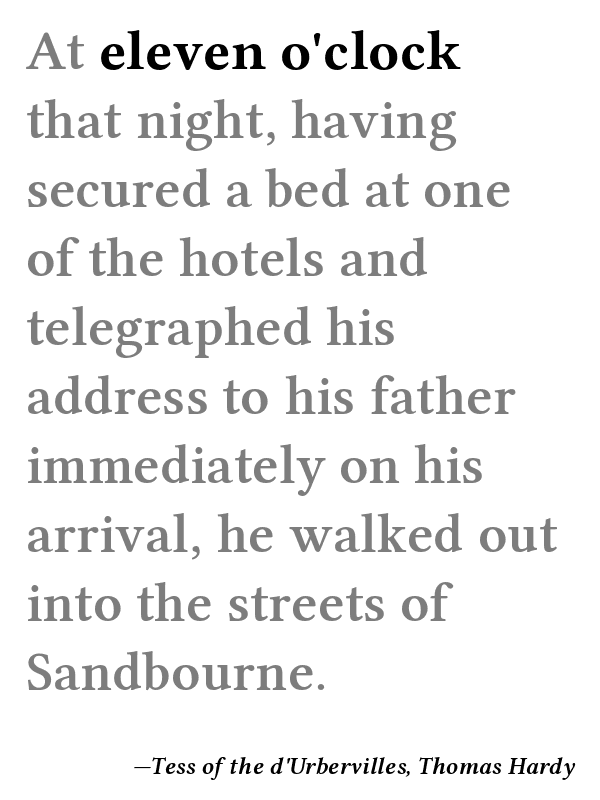 At eleven o'clock
that night, having
secured a bed at one
of the hotels and
telegraphed his
address to his father
immediately on his
arrival, he walked out
into the streets of
Sandbourne.
—Tess of the d'Urbervilles, Thomas Hardy